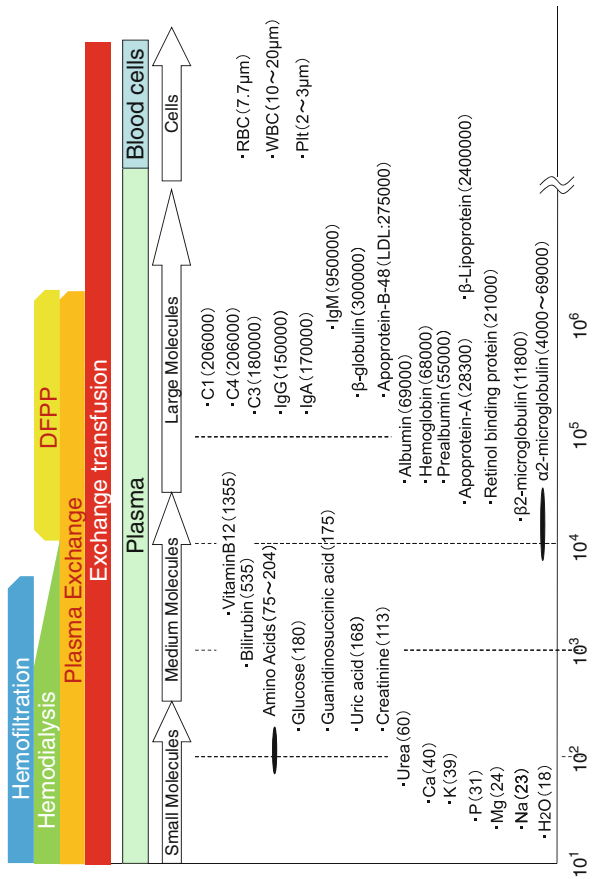 Hemofiltration
Hemodialysis
DFPP
Plasma Exchange
Exchange transfusion
Plasma
Blood cells
Small Molecules
Medium Molecules
Large Molecules
Cells
・C1(206000)
・C4(206000)
・C3(180000)
・IgG(150000)
・IgA(170000)
・IgM(950000)
・β-globulin(300000)
・Apoprotein-B-48(LDL:275000)
・RBC(7.7μm)
・WBC(10～20μm)
・Plt(2～3μm)
・VitaminB12(1355)
・Bilirubin(535)
Amino Acids(75～204)
・Glucose(180)
・Guanidinosuccinic acid(175)
・Uric acid(168)
・Creatinine(113)
・Albumin(69000)
・Hemoglobin(68000)
・Prealbumin(55000)
・Apoprotein-A(28300)
・β-Lipoprotein(2400000)
・Retinol binding protein(21000)
・β2-microglobulin(11800)
α2-microglobulin(4000～69000)
・Urea(60)
・Ca(40)
・K(39)
・P(31)
・Mg(24)
・Na(23)
・H2O(18)
10¹ 10² 10³ 10⁴ 10⁵ 10⁶